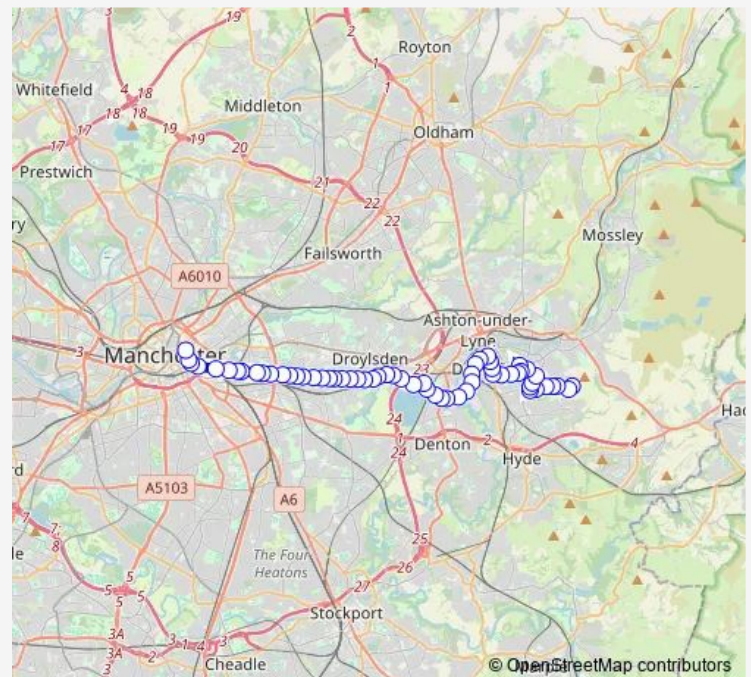 19
2
Royton
1
1
Whitefield
4
18
18
18
Middleton
17
19
19
Oldham
17
20
Prestwich
21
22
22
Mossley
Failsworth
A6010
Ashton-under-
Lyne
3
Manchester
Droylsden
23
D
24
1
24
Denton
2
4
Hyde
A5103
A6
7
7
8
25
The Four
Heatons
26
27
5
5
5
5
Stockport
3A
3A
3
2
3
1
4
3
Cheadle
© OpenStreetMap contributors